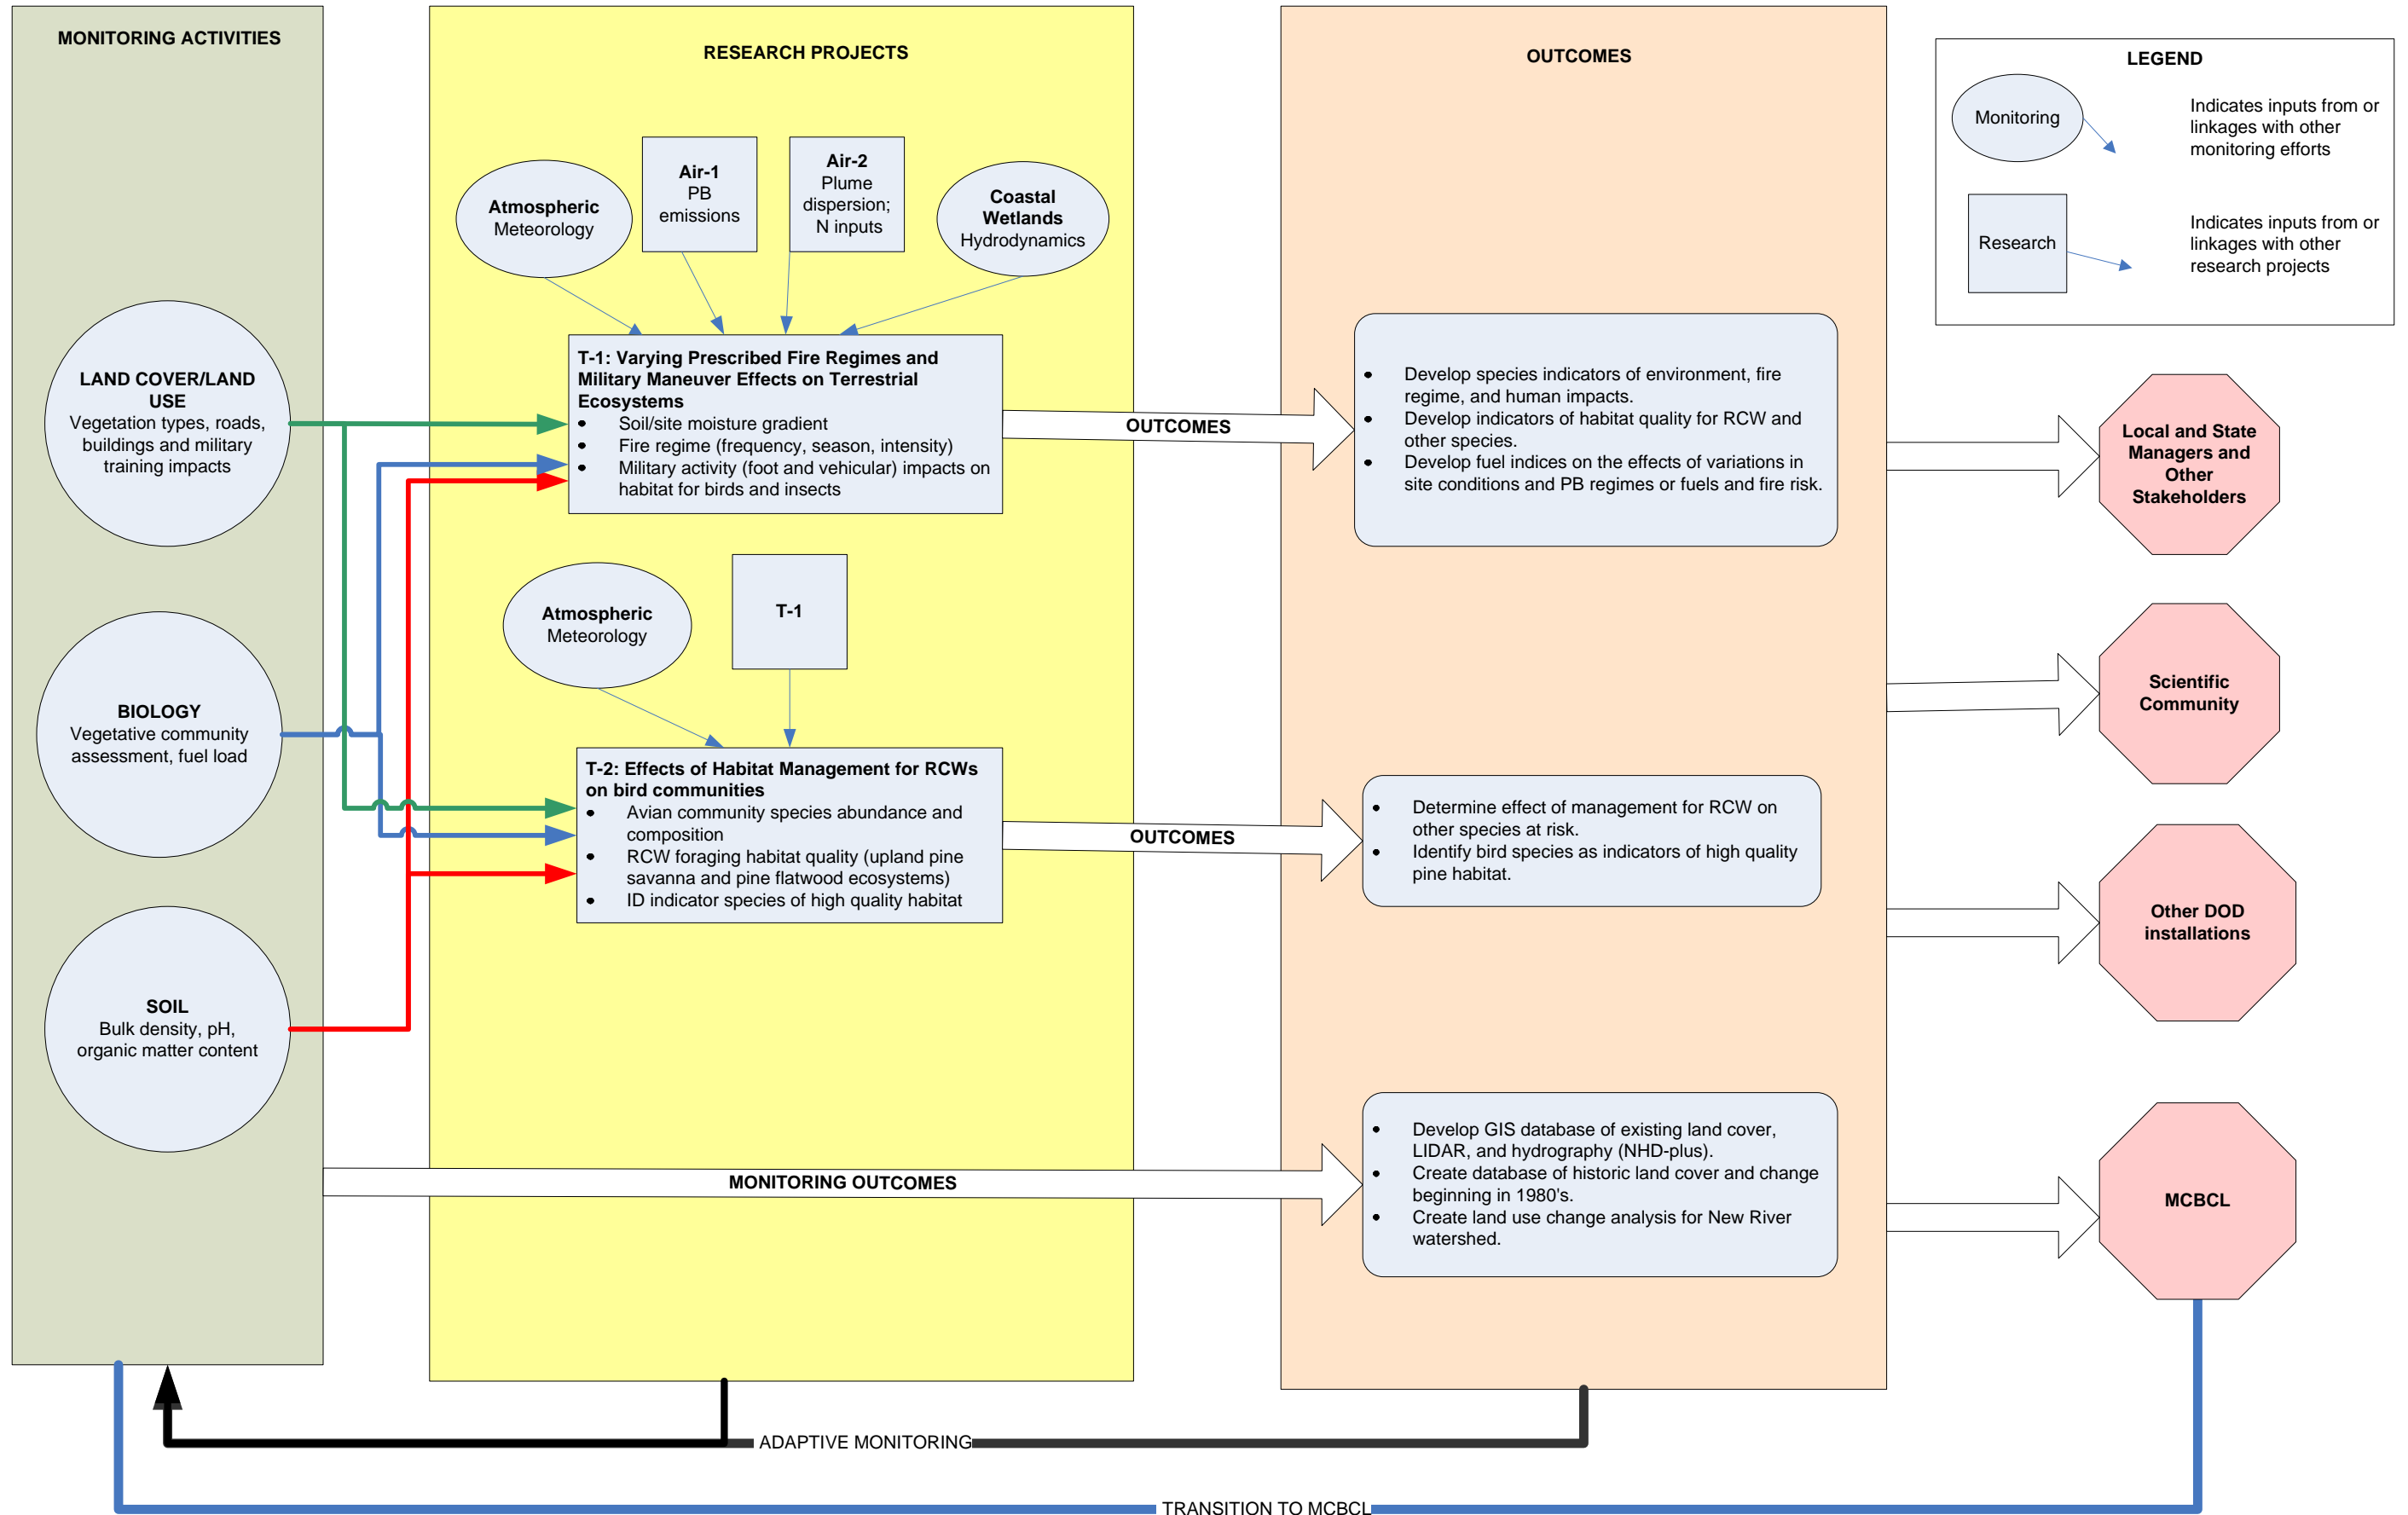 MONITORING ACTIVITIES
LAND COVER/LAND
USE
Vegetation types, roads,
buildings and military
training impacts
BIOLOGY
Vegetative community
assessment, fuel load
SOIL
Bulk density, pH,
organic matter content
RESEARCH PROJECTS
Atmospheric
Meteorology
Air-1
PB
emissions
Air-2
Plume
dispersion;
N inputs
Coastal
Wetlands
Hydrodynamics
T-1: Varying Prescribed Fire Regimes and
Military Maneuver Effects on Terrestrial
Ecosystems
• Soil/site moisture gradient
• Fire regime (frequency, season, intensity)
• Military activity (foot and vehicular) impacts on
habitat for birds and insects
Atmospheric
Meteorology
T-1
T-2: Effects of Habitat Management for RCWs
on bird communities
• Avian community species abundance and
composition
• RCW foraging habitat quality (upland pine
savanna and pine flatwood ecosystems)
• ID indicator species of high quality habitat
OUTCOMES
OUTCOMES
MONITORING OUTCOMES
OUTCOMES
• Develop species indicators of environment, fire
regime, and human impacts.
• Develop indicators of habitat quality for RCW and
other species.
• Develop fuel indices on the effects of variations in
site conditions and PB regimes or fuels and fire risk.
• Determine effect of management for RCW on
other species at risk.
• Identify bird species as indicators of high quality
pine habitat.
• Develop GIS database of existing land cover,
LIDAR, and hydrography (NHD-plus).
• Create database of historic land cover and change
beginning in 1980's.
• Create land use change analysis for New River
watershed.
LEGEND
Monitoring
Indicates inputs from or
linkages with other
monitoring efforts
Research
Indicates inputs from or
linkages with other
research projects
Local and State
Managers and
Other
Stakeholders
Scientific
Community
Other DOD
installations
MCBCL
ADAPTIVE MONITORING
TRANSITION TO MCBCL